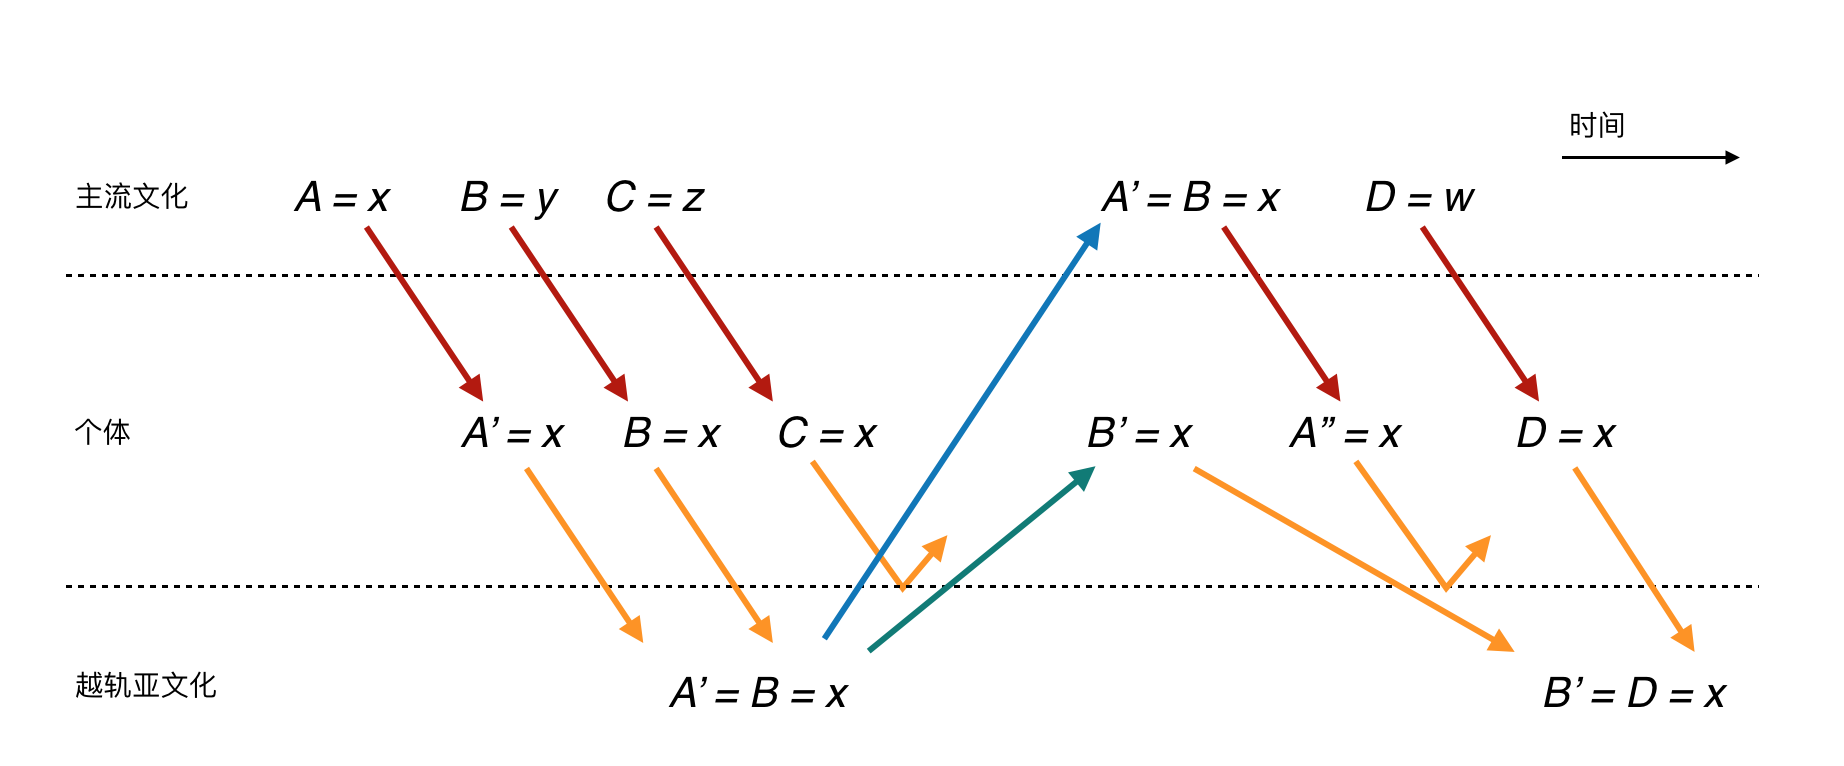 时间
主流文化 A = x B = y C = z A’ = B = x D = w
个体 A’ = x B = x C = x B’ = x A” = x D = x
越轨亚文化 A’ = B = x B’ = D = x